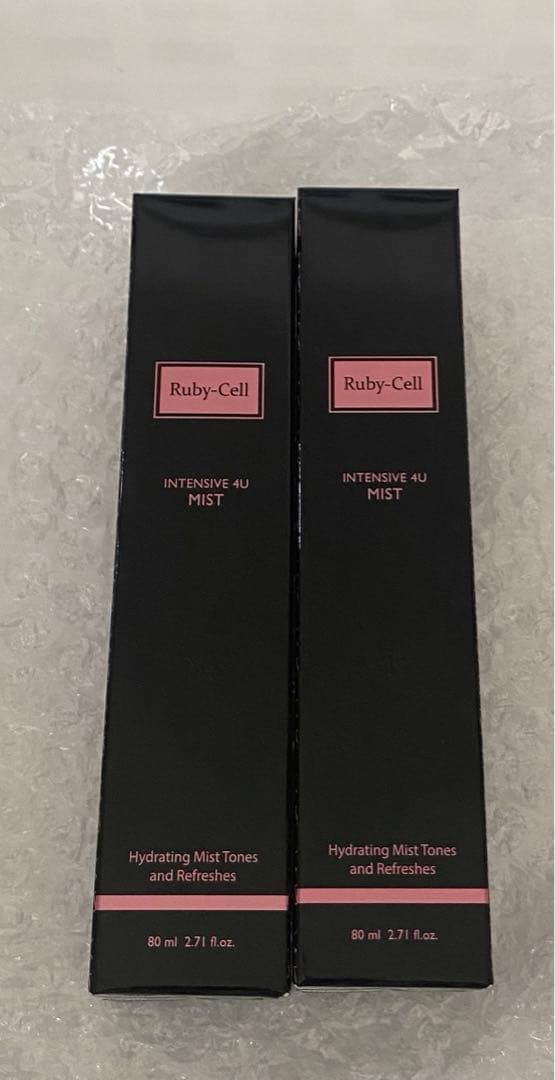 Ruby-Cell
INTENSIVE 4U
MIST
Hydrating Mist Tones
and Refreshes
80 ml 2.71 fl.oz.
Ruby-Cell
INTENSIVE 4U
MIST
Hydrating Mist Tones
and Refreshes
80 ml 2.71 fl.oz.